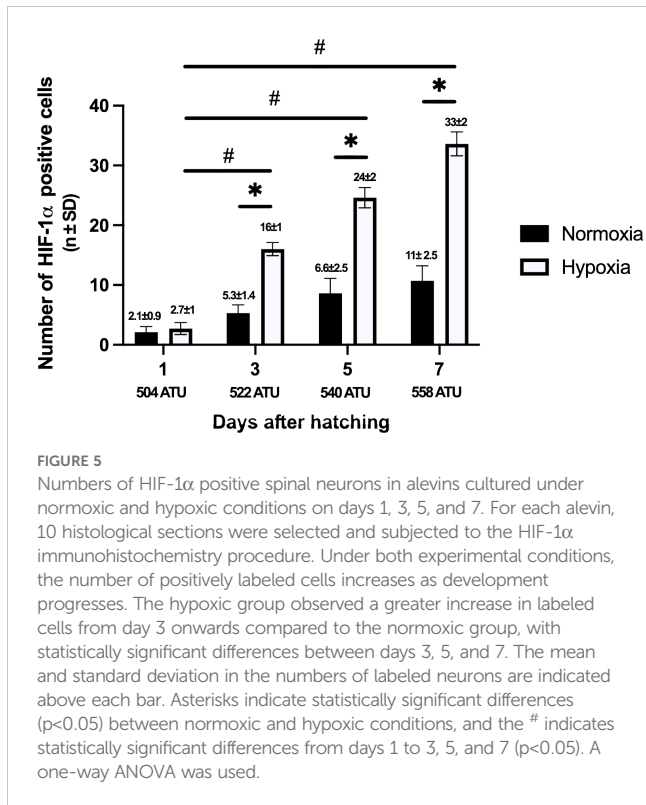 #
#
#
*
*
*
Number of HIF-1α positive cells
(n ± SD)
40
30
20
10
0
2.1±0.9
2.7±1
5.3±1.4
16±1
6.6±2.5
24±2
11± 2.5
33±2
Normoxia
Hypoxia
1
3
5
7
504 ATU
522 ATU
540 ATU
558 ATU
Days after hatching
FIGURE 5
Numbers of HIF-1α positive spinal neurons in alevins cultured under
normoxic and hypoxic conditions on days 1, 3, 5, and 7. For each alevin,
10 histological sections were selected and subjected to the HIF-1α
immunohistochemistry procedure. Under both experimental conditions,
the number of positively labeled cells increases as development
progresses. The hypoxic group observed a greater increase in labeled
cells from day 3 onwards compared to the normoxic group, with
statistically significant differences between days 3, 5, and 7. The mean
and standard deviation in the numbers of labeled neurons are indicated
above each bar. Asterisks indicate statistically significant differences
(p<0.05) between normoxic and hypoxic conditions, and the # indicates
statistically significant differences from days 1 to 3, 5, and 7 (p<0.05). A
one-way ANOVA was used.